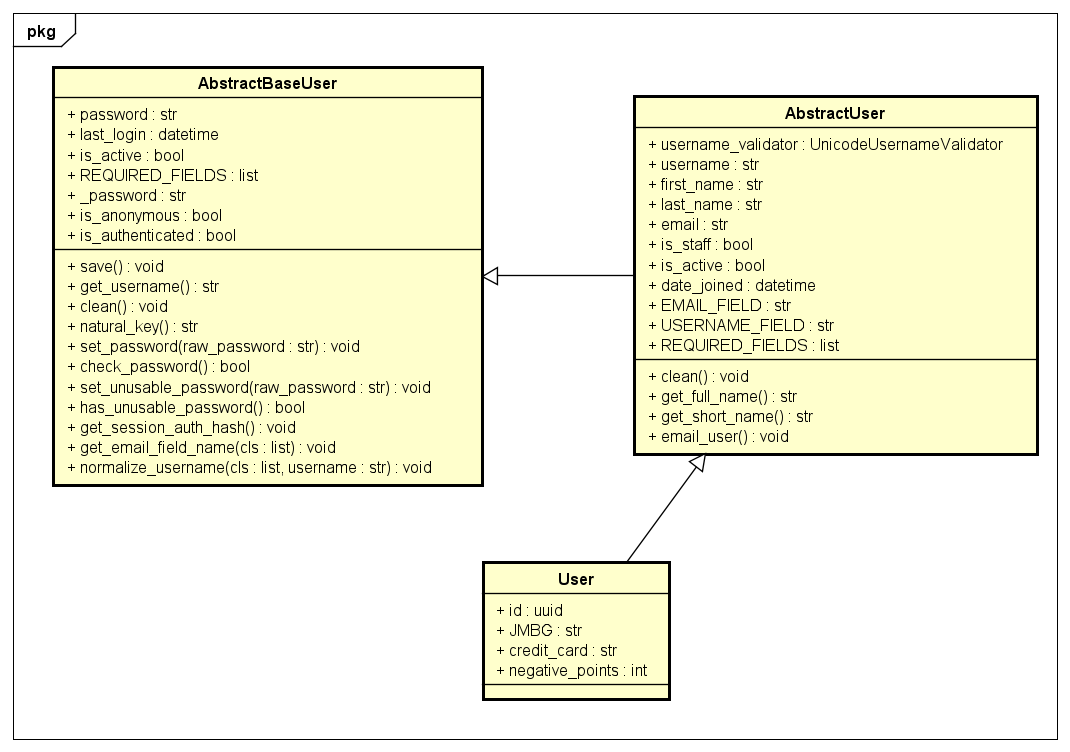 pkg
AbstractBaseUser
+ password : str
+ last_login : datetime
+ is_active : bool
+ REQUIRED_FIELDS : list
+ _password : str
+ is_anonymous : bool
+ is_authenticated : bool
+ save() : void
+ get_username() : str
+ clean() : void
+ natural_key() : str
+ set_password(raw_password : str) : void
+ check_password() : bool
+ set_unusable_password(raw_password : str) : void
+ has_unusable_password() : bool
+ get_session_auth_hash() : void
+ get_email_field_name(cls : list) : void
+ normalize_username(cls : list, username : str) : void
AbstractUser
+ username_validator : UnicodeUsernameValidator
+ username : str
+ first_name : str
+ last_name : str
+ email : str
+ is_staff : bool
+ is_active : bool
+ date_joined : datetime
+ EMAIL_FIELD : str
+ USERNAME_FIELD : str
+ REQUIRED_FIELDS : list
+ clean() : void
+ get_full_name() : str
+ get_short_name() : str
+ email_user() : void
User
+ id : uuid
+ JMBG : str
+ credit_card : str
+ negative_points : int